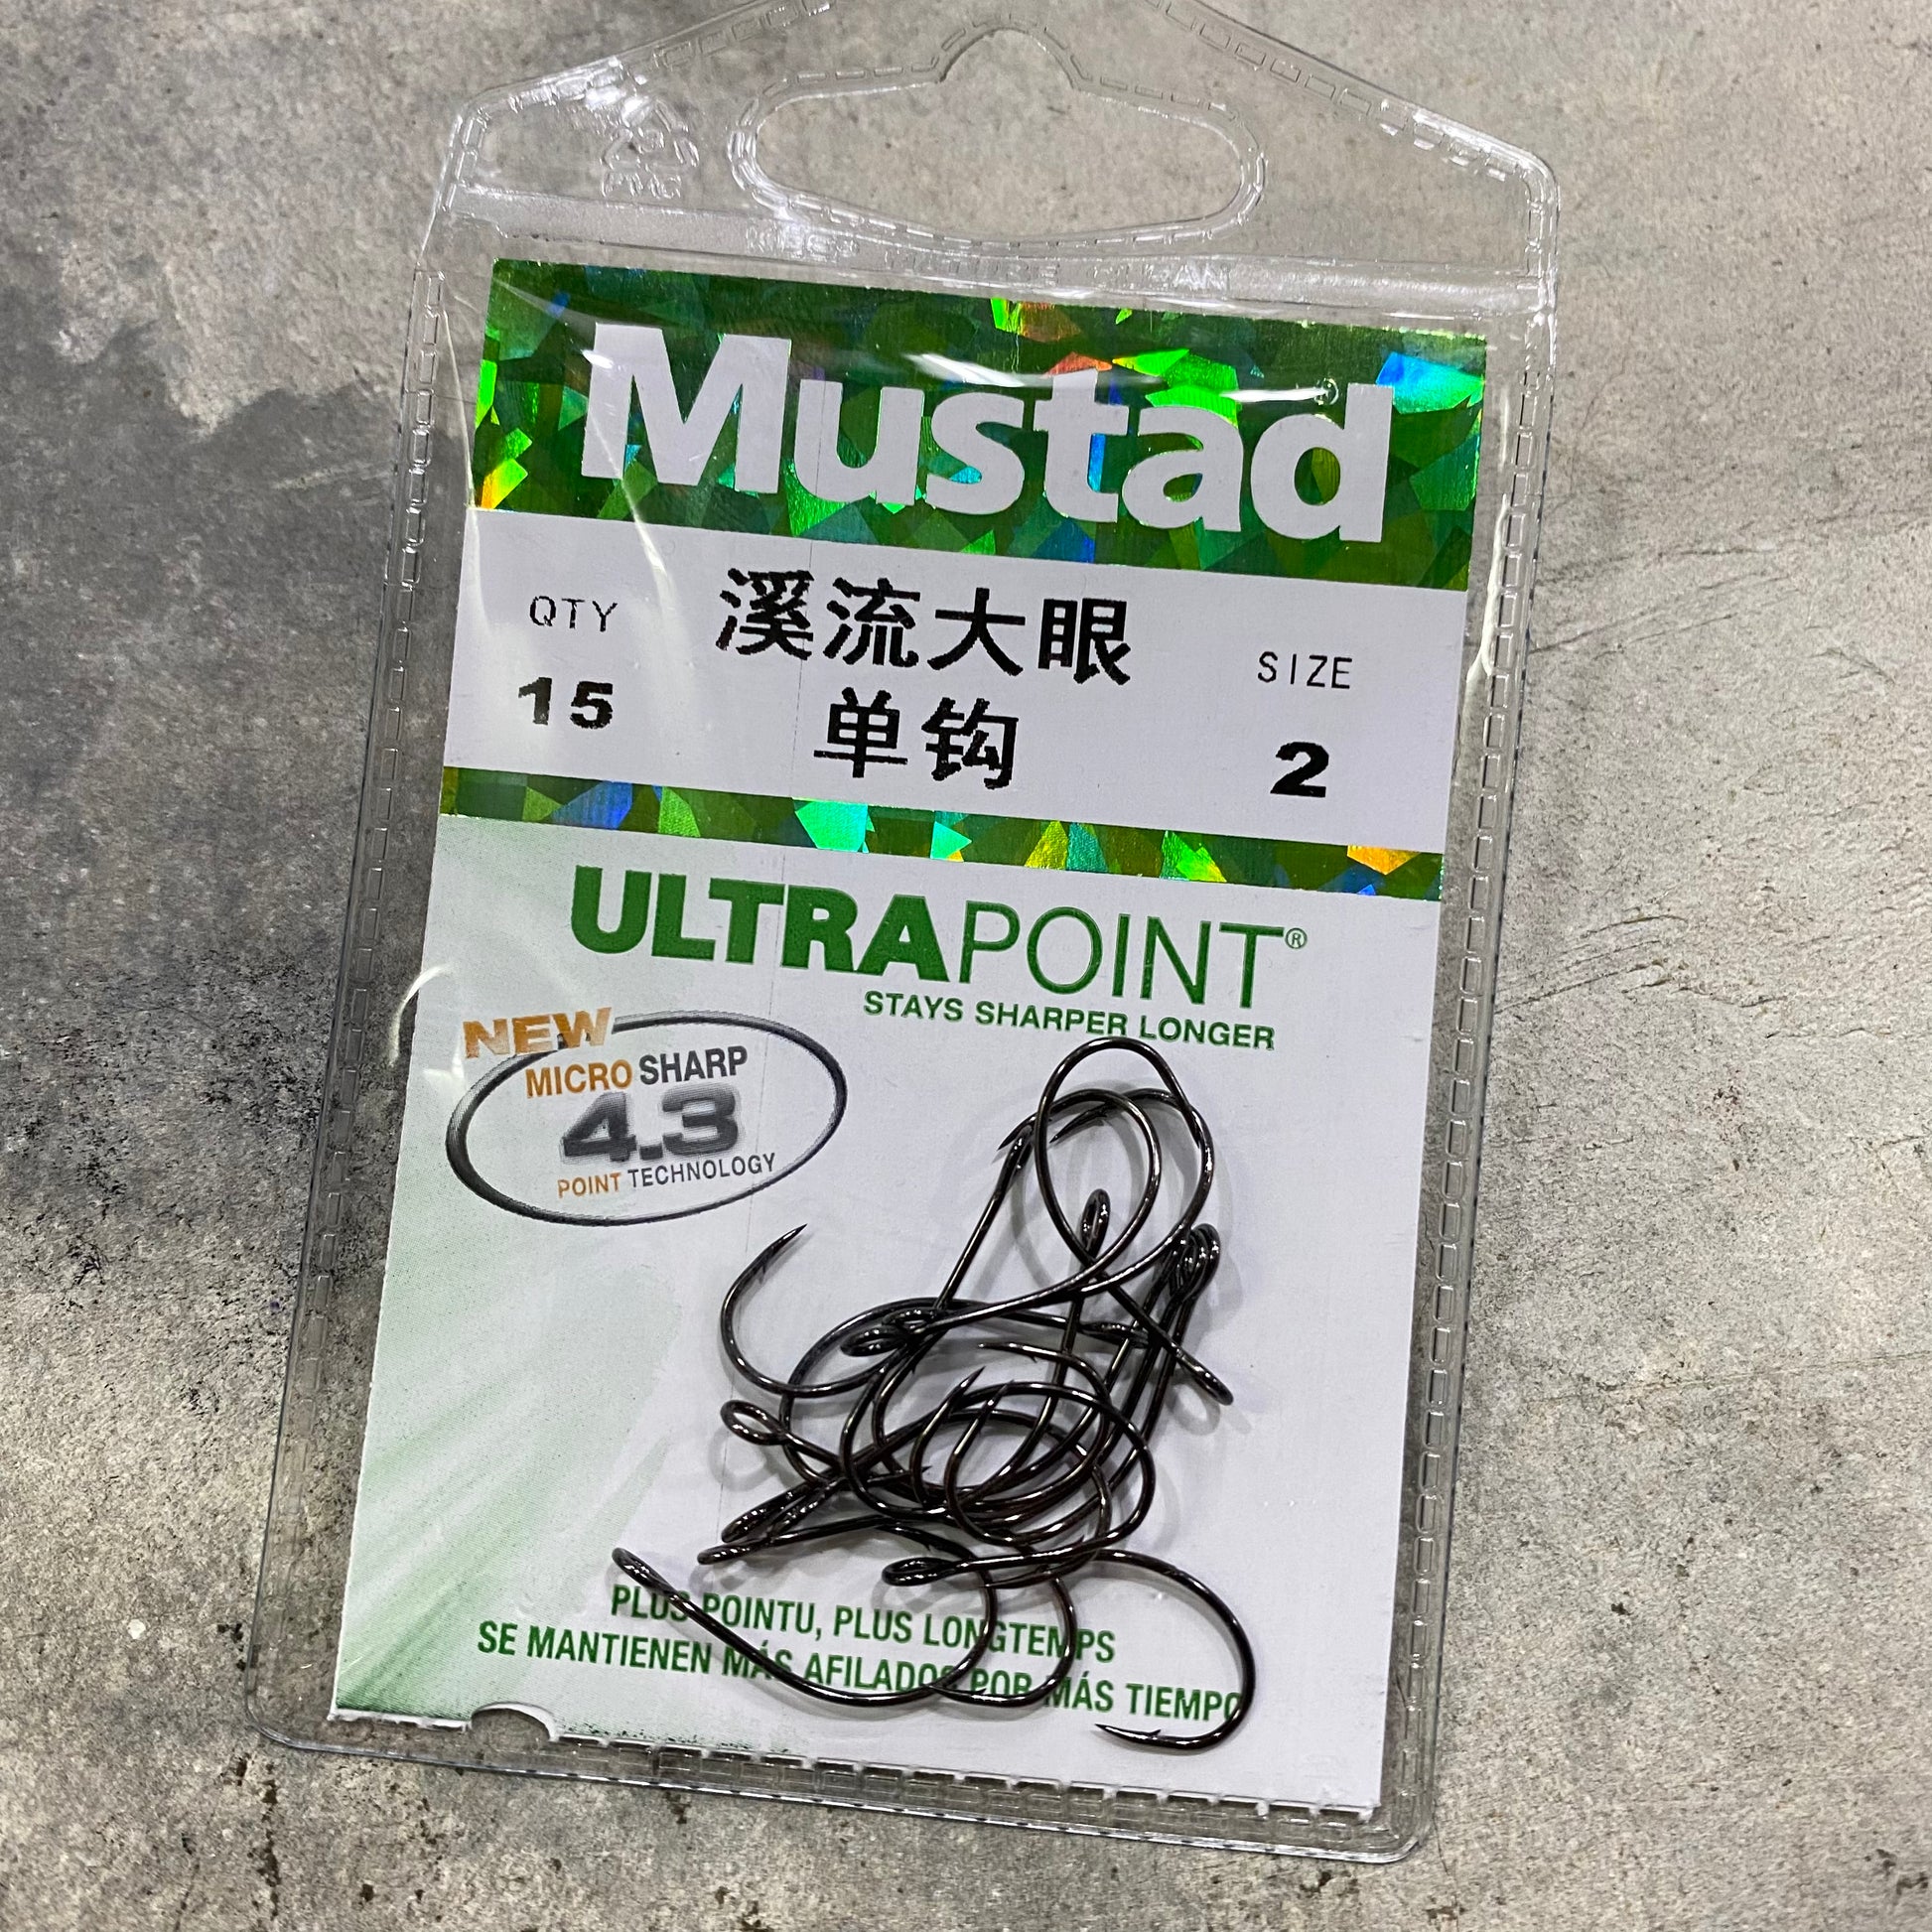 Mustad
QTY
15
溪流大眼
单钩
SIZE
2
ULTRAPOINT®
STAYS SHARPER LONGER
NEW
MICRO SHARP
4.3
POINT TECHNOLOGY
PLUS POINTU, PLUS LONGTEMPS
SE MANTIENEN MÁS AFILADOS POR MÁS TIEMPO